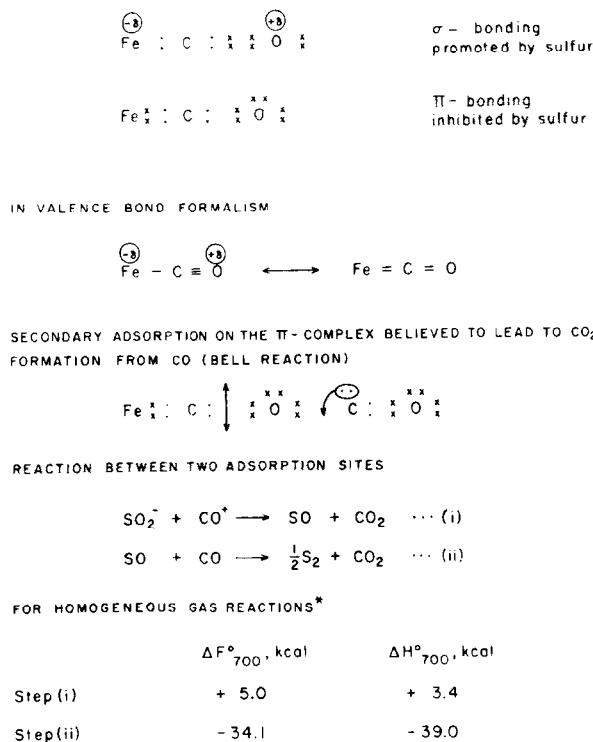 -δ +δ
Fe : C : x x O x x σ - bonding
promoted by sulfur
x x
Fe x x : C : x x O x x Π - bonding
inhibited by sulfur
IN VALENCE BOND FORMALISM
-δ +δ
Fe - C ≡ O ⟷ Fe = C = O
SECONDARY ADSORPTION ON THE Π-COMPLEX BELIEVED TO LEAD TO CO₂
FORMATION FROM CO (BELL REACTION)
x x ·· x x
Fe x x : C : x x O x x C : x x O x x
REACTION BETWEEN TWO ADSORPTION SITES
SO₂⁻ + CO⁺ → SO + CO₂ ··· (i)
SO + CO → 1/2 S₂ + CO₂ ··· (ii)
FOR HOMOGENEOUS GAS REACTIONS*
ΔF°₇₀₀, kcal ΔH°₇₀₀, kcal
Step (i) + 5.0 + 3.4
Step (ii) - 34.1 - 39.0